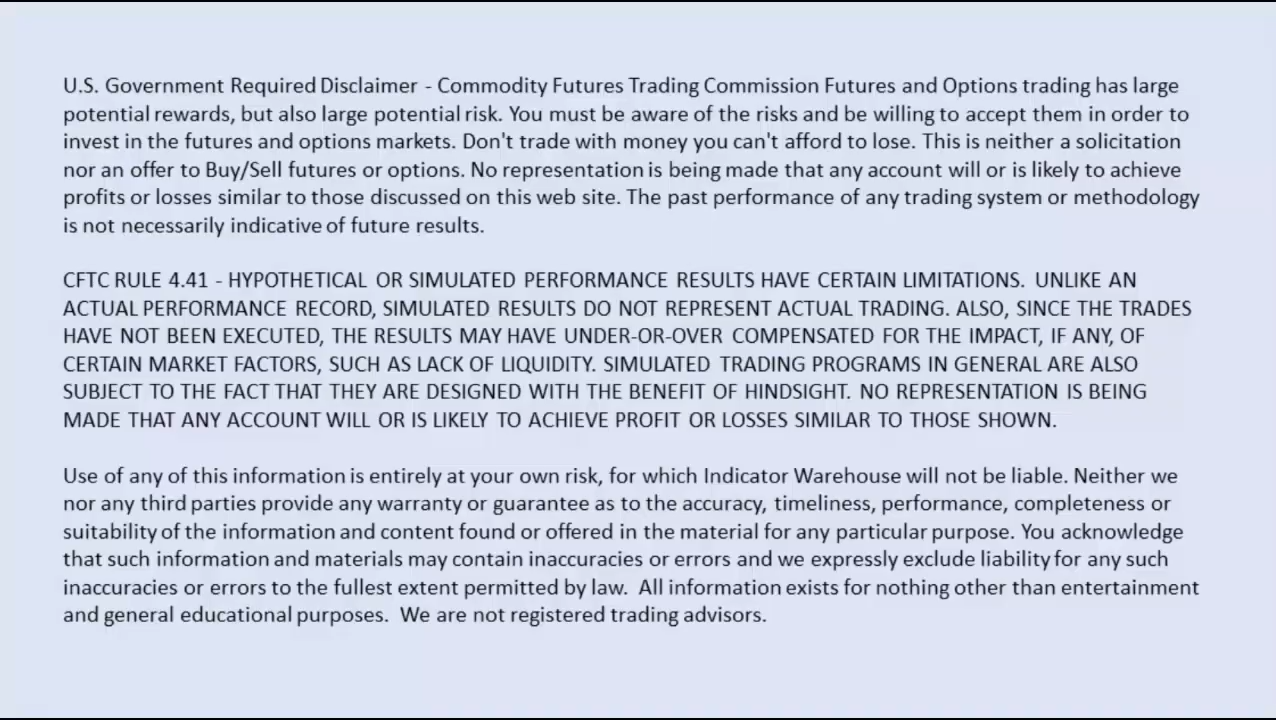 U.S. Government Required Disclaimer - Commodity Futures Trading Commission Futures and Options trading has large
potential rewards, but also large potential risk. You must be aware of the risks and be willing to accept them in order to
invest in the futures and options markets. Don't trade with money you can't afford to lose. This is neither a solicitation
nor an offer to Buy/Sell futures or options. No representation is being made that any account will or is likely to achieve
profits or losses similar to those discussed on this web site. The past performance of any trading system or methodology
is not necessarily indicative of future results.
CFTC RULE 4.41 - HYPOTHETICAL OR SIMULATED PERFORMANCE RESULTS HAVE CERTAIN LIMITATIONS. UNLIKE AN
ACTUAL PERFORMANCE RECORD, SIMULATED RESULTS DO NOT REPRESENT ACTUAL TRADING. ALSO, SINCE THE TRADES
HAVE NOT BEEN EXECUTED, THE RESULTS MAY HAVE UNDER-OR-OVER COMPENSATED FOR THE IMPACT, IF ANY, OF
CERTAIN MARKET FACTORS, SUCH AS LACK OF LIQUIDITY. SIMULATED TRADING PROGRAMS IN GENERAL ARE ALSO
SUBJECT TO THE FACT THAT THEY ARE DESIGNED WITH THE BENEFIT OF HINDSIGHT. NO REPRESENTATION IS BEING
MADE THAT ANY ACCOUNT WILL OR IS LIKELY TO ACHIEVE PROFIT OR LOSSES SIMILAR TO THOSE SHOWN.
Use of any of this information is entirely at your own risk, for which Indicator Warehouse will not be liable. Neither we
nor any third parties provide any warranty or guarantee as to the accuracy, timeliness, performance, completeness or
suitability of the information and content found or offered in the material for any particular purpose. You acknowledge
that such information and materials may contain inaccuracies or errors and we expressly exclude liability for any such
inaccuracies or errors to the fullest extent permitted by law. All information exists for nothing other than entertainment
and general educational purposes. We are not registered trading advisors.